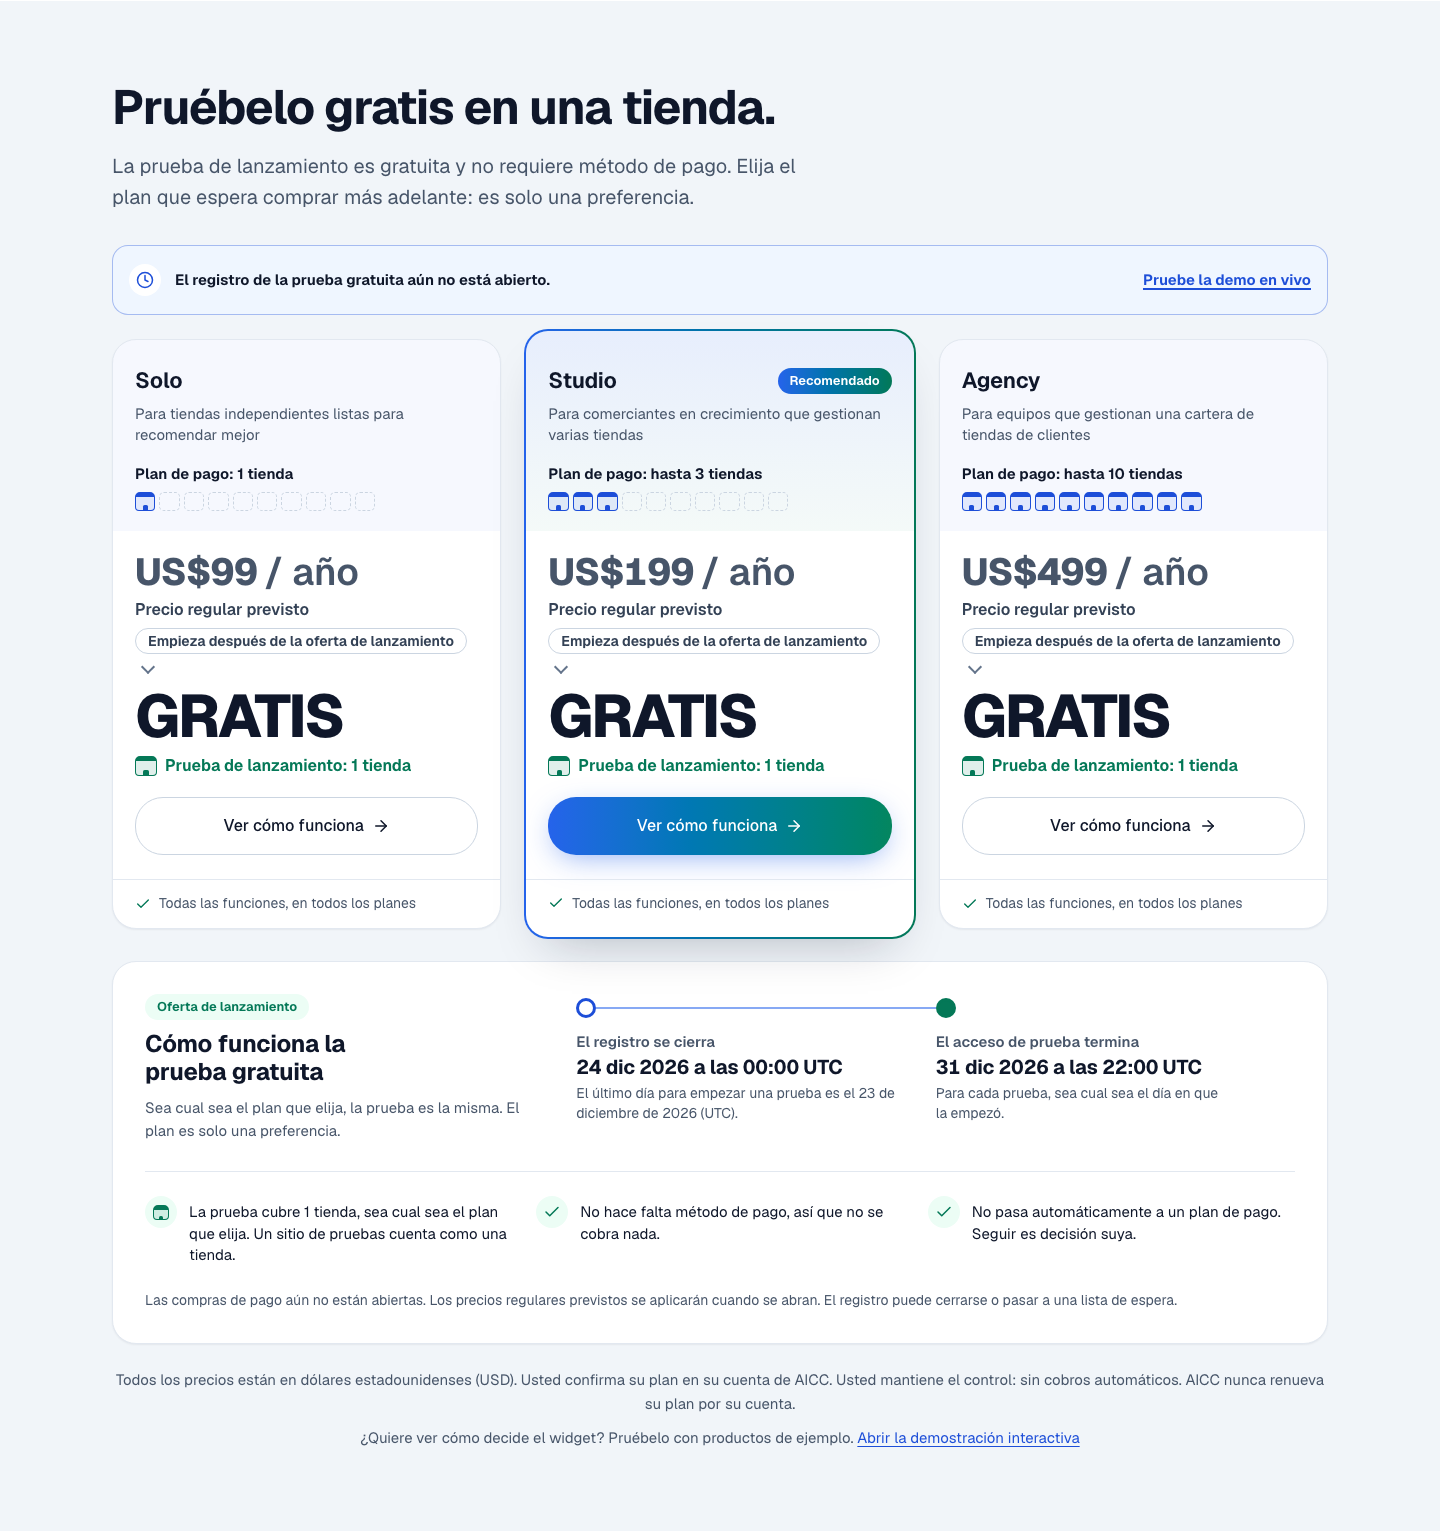 Pruébelo gratis en una tienda.
La prueba de lanzamiento es gratuita y no requiere método de pago. Elija el
plan que espera comprar más adelante: es solo una preferencia.
El registro de la prueba gratuita aún no está abierto.
Pruebe la demo en vivo
Solo
Para tiendas independientes listas para
recomendar mejor
Plan de pago: 1 tienda
US$99 / año
Precio regular previsto
Empieza después de la oferta de lanzamiento
GRATIS
Prueba de lanzamiento: 1 tienda
Ver cómo funciona
Todas las funciones, en todos los planes
Studio
Recomendado
Para comerciantes en crecimiento que gestionan
varias tiendas
Plan de pago: hasta 3 tiendas
US$199 / año
Precio regular previsto
Empieza después de la oferta de lanzamiento
GRATIS
Prueba de lanzamiento: 1 tienda
Ver cómo funciona
Todas las funciones, en todos los planes
Agency
Para equipos que gestionan una cartera de
tiendas de clientes
Plan de pago: hasta 10 tiendas
US$499 / año
Precio regular previsto
Empieza después de la oferta de lanzamiento
GRATIS
Prueba de lanzamiento: 1 tienda
Ver cómo funciona
Todas las funciones, en todos los planes
Oferta de lanzamiento
Cómo funciona la
prueba gratuita
Sea cual sea el plan que elija, la prueba es la misma. El
plan es solo una preferencia.
El registro se cierra
24 dic 2026 a las 00:00 UTC
El último día para empezar una prueba es el 23 de
diciembre de 2026 (UTC).
El acceso de prueba termina
31 dic 2026 a las 22:00 UTC
Para cada prueba, sea cual sea el día en que
la empezó.
La prueba cubre 1 tienda, sea cual sea el plan
que elija. Un sitio de pruebas cuenta como una
tienda.
No hace falta método de pago, así que no se
cobra nada.
No pasa automáticamente a un plan de pago.
Seguir es decisión suya.
Las compras de pago aún no están abiertas. Los precios regulares previstos se aplicarán cuando se abran. El registro puede cerrarse o pasar a una lista de espera.
Todos los precios están en dólares estadounidenses (USD). Usted confirma su plan en su cuenta de AICC. Usted mantiene el control: sin cobros automáticos. AICC nunca renueva
su plan por su cuenta.
¿Quiere ver cómo decide el widget? Pruébelo con productos de ejemplo. Abrir la demostración interactiva